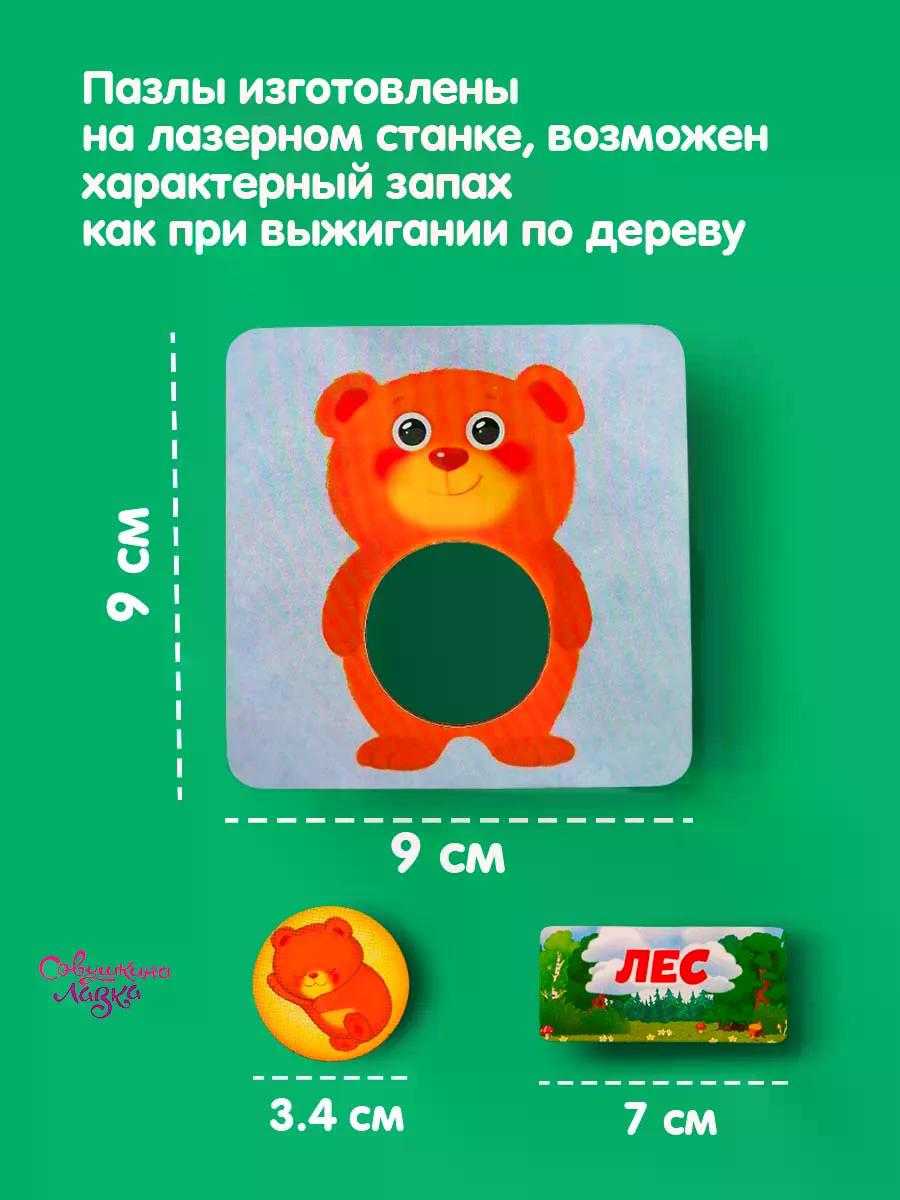 Пазлы изготовлены
на лазерном станке, возможен
характерный запах
как при выжигании по дереву
9 см
9 см
Совушкина
лавка
ЛЕС
3.4 см
7 см